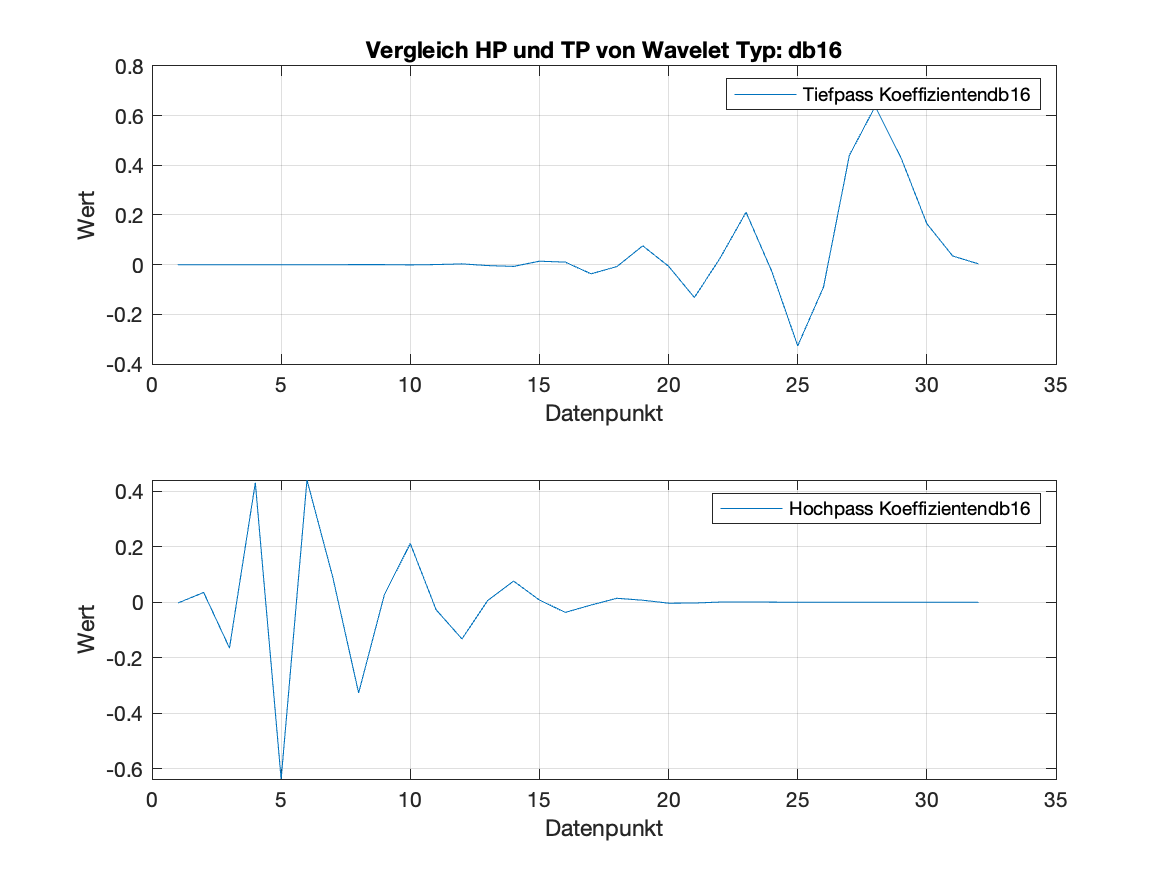 Vergleich HP und TP von Wavelet Typ: db16
0.8
0.6
0.4
0.2
0
-0.2
-0.4
Wert
Tiefpass Koeffizientendb16
0 5 10 15 20 25 30 35
Datenpunkt
0.4
0.2
0
-0.2
-0.4
-0.6
Wert
Hochpass Koeffizientendb16
0 5 10 15 20 25 30 35
Datenpunkt